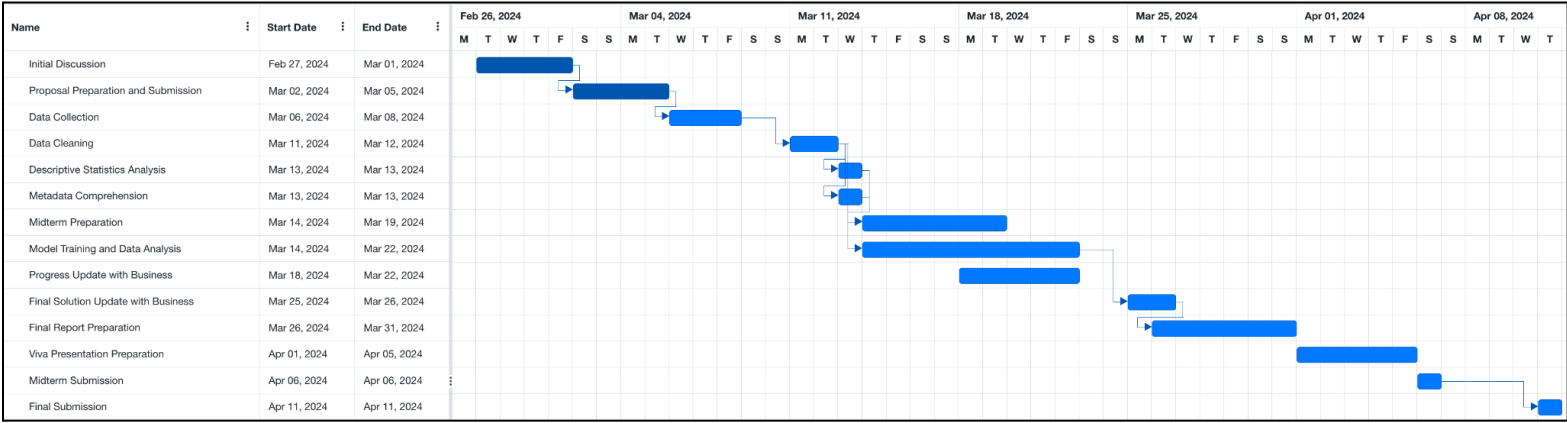 Name Start Date End Date Feb 26, 2024 Mar 04, 2024 Mar 11, 2024 Mar 18, 2024 Mar 25, 2024 Apr 01, 2024 Apr 08, 2024
M T W T F S S M T W T F S S M T W T F S S M T W T F S S M T W T F S S M T W T F S S M T W T
Initial Discussion Feb 27, 2024 Mar 01, 2024
Proposal Preparation and Submission Mar 02, 2024 Mar 05, 2024
Data Collection Mar 06, 2024 Mar 08, 2024
Data Cleaning Mar 11, 2024 Mar 12, 2024
Descriptive Statistics Analysis Mar 13, 2024 Mar 13, 2024
Metadata Comprehension Mar 13, 2024 Mar 13, 2024
Midterm Preparation Mar 14, 2024 Mar 19, 2024
Model Training and Data Analysis Mar 14, 2024 Mar 22, 2024
Progress Update with Business Mar 18, 2024 Mar 22, 2024
Final Solution Update with Business Mar 25, 2024 Mar 26, 2024
Final Report Preparation Mar 26, 2024 Mar 31, 2024
Viva Presentation Preparation Apr 01, 2024 Apr 05, 2024
Midterm Submission Apr 06, 2024 Apr 06, 2024
Final Submission Apr 11, 2024 Apr 11, 2024